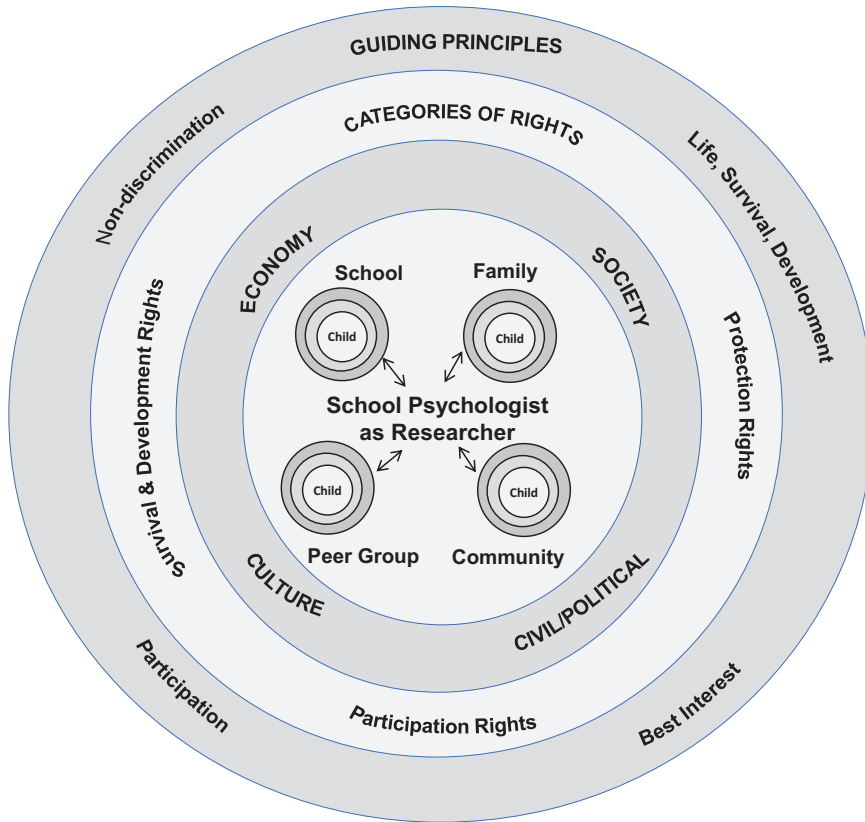 GUIDING PRINCIPLES
Non-discrimination
Life, Survival, Development
Participation
Best Interest
CATEGORIES OF RIGHTS
Survival & Development Rights
Protection Rights
Participation Rights
ECONOMY
SOCIETY
CULTURE
CIVIL/POLITICAL
School
Child
Family
Child
School Psychologist
as Researcher
Child
Peer Group
Child
Community